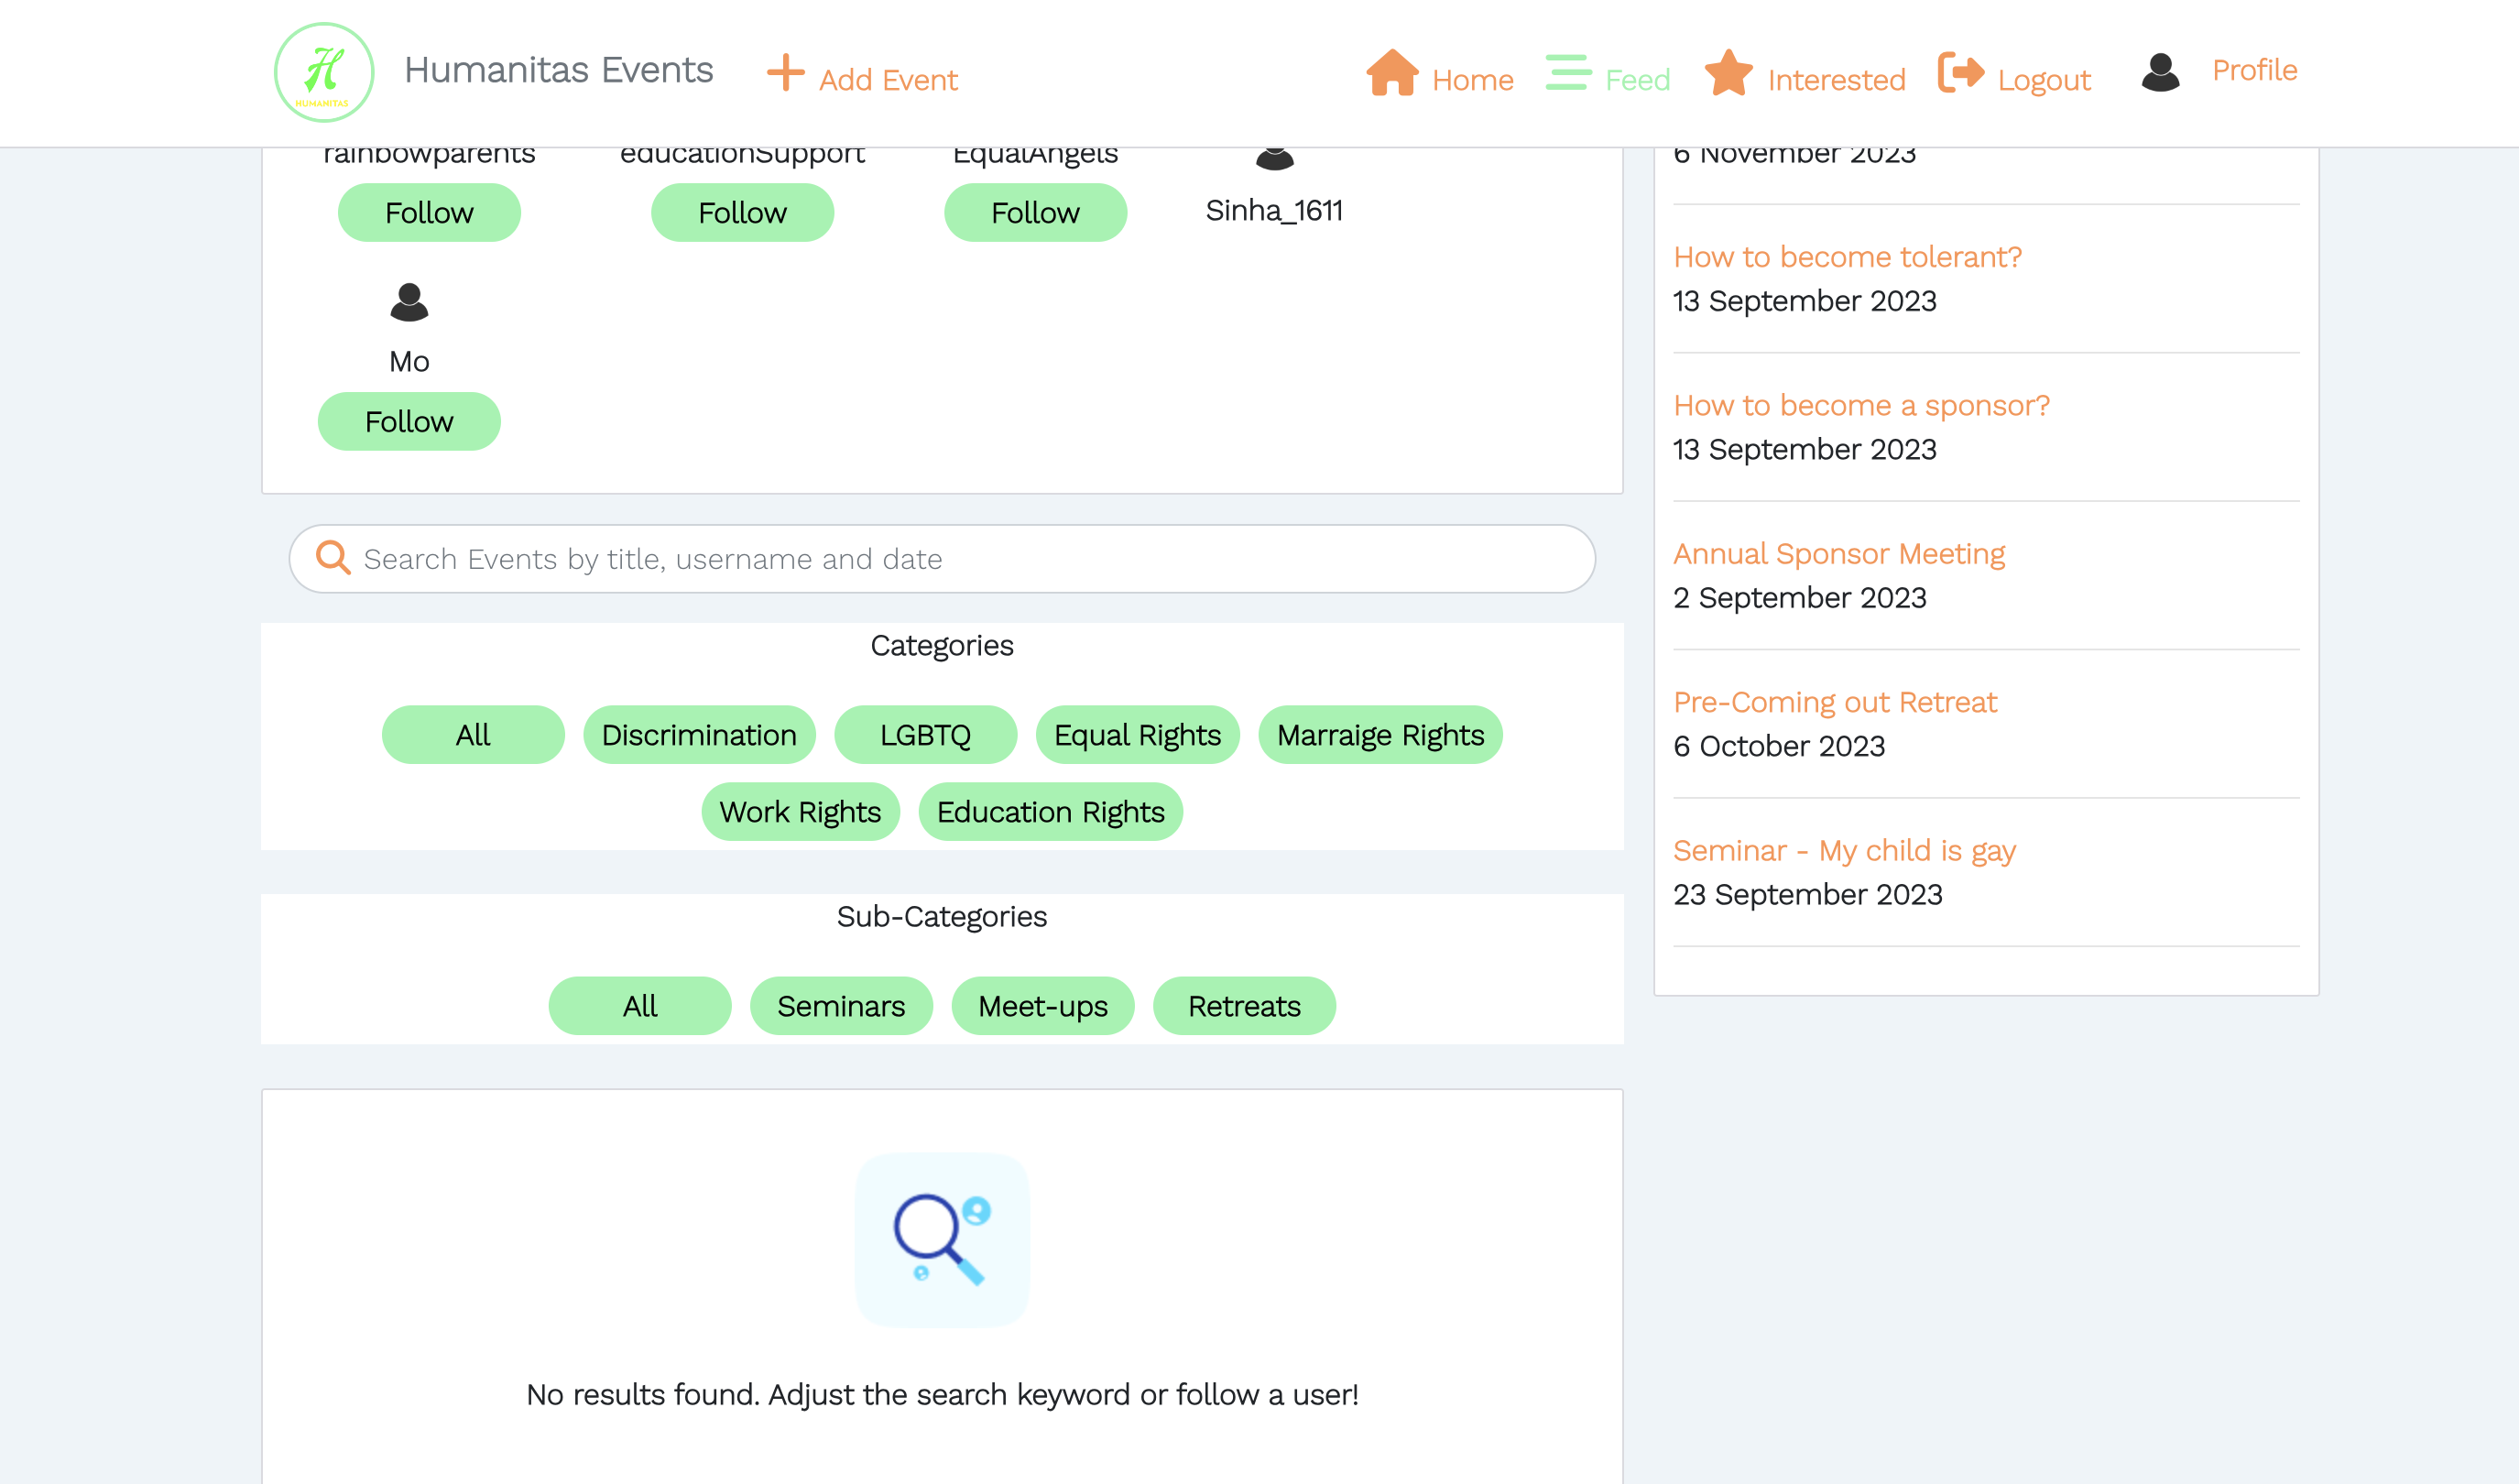 H
HUMANITAS
Humanitas Events
Add Event
Home
Feed
Interested
Logout
Profile
rainbowparents
educationSupport
EqualAngels
Follow
Follow
Follow
Sinha_1611
Mo
Follow
Search Events by title, username and date
Categories
All
Discrimination
LGBTQ
Equal Rights
Marraige Rights
Work Rights
Education Rights
Sub-Categories
All
Seminars
Meet-ups
Retreats
No results found. Adjust the search keyword or follow a user!
6 November 2023
How to become tolerant?
13 September 2023
How to become a sponsor?
13 September 2023
Annual Sponsor Meeting
2 September 2023
Pre-Coming out Retreat
6 October 2023
Seminar - My child is gay
23 September 2023